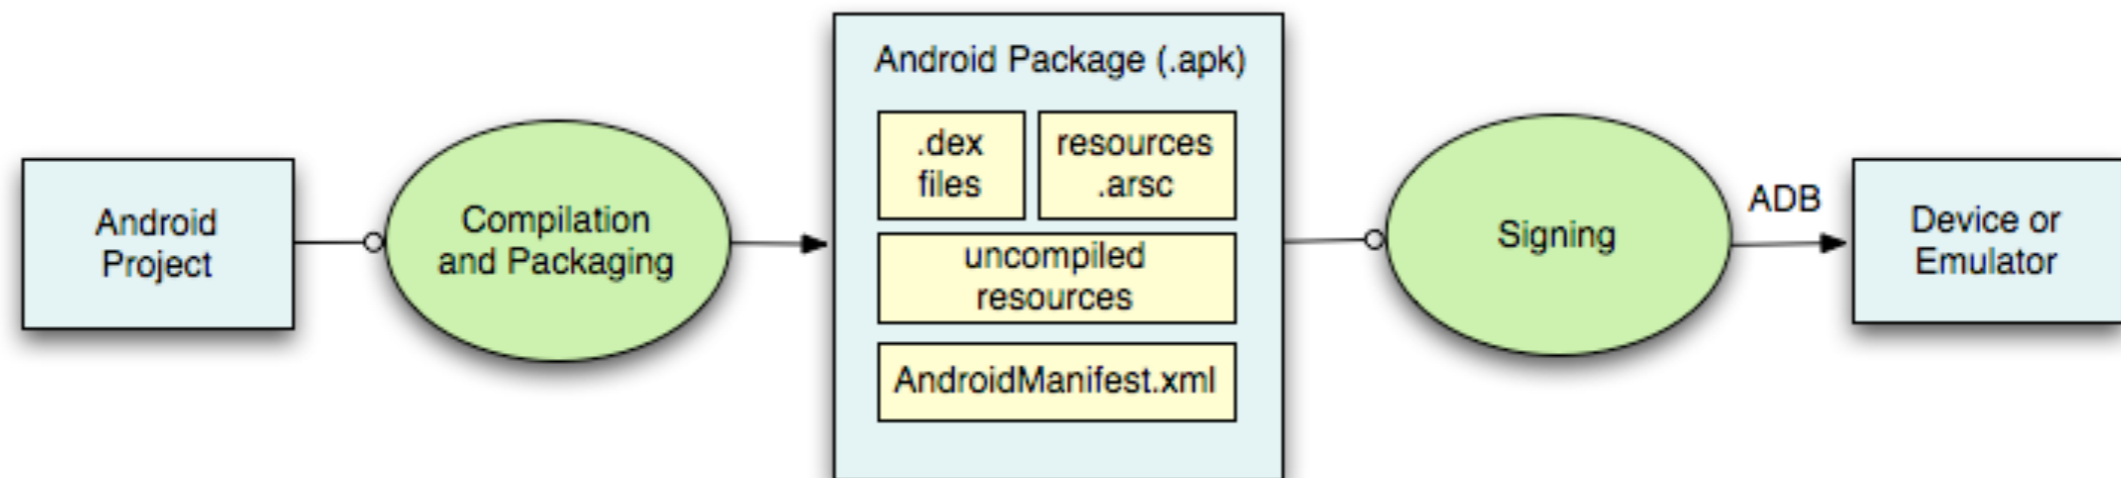 Android
Project
Compilation
and Packaging
Android Package (.apk)
.dex
files
resources
.arsc
uncompiled
resources
AndroidManifest.xml
Signing
ADB
Device or
Emulator